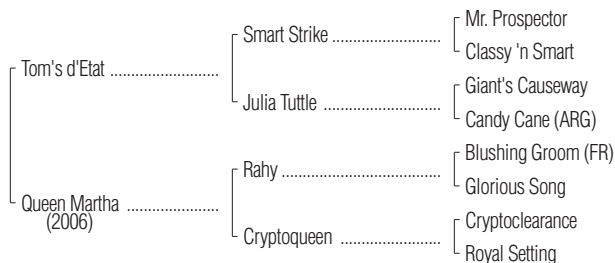 Mr. Prospector
Smart Strike ....................
Classy 'n Smart
Tom's d'Etat ...........................
Giant's Causeway
Julia Tuttle ......................
Candy Cane (ARG)
Blushing Groom (FR)
Rahy .................................
Glorious Song
Queen Martha .......................
(2006)
Cryptoclearance
Cryptoqueen ...................
Royal Setting